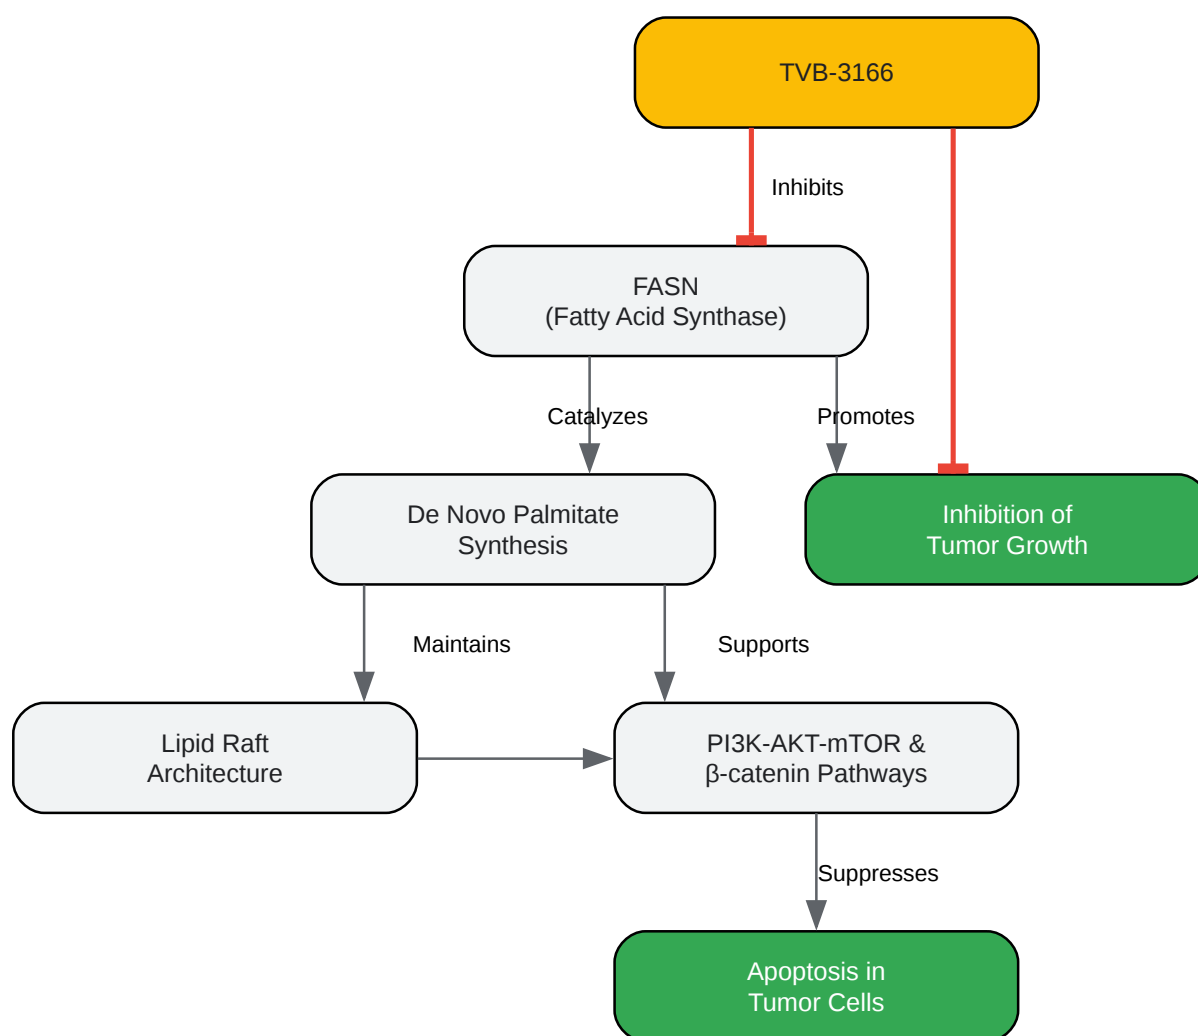 TVB-3166
Inhibits
FASN
(Fatty Acid Synthase)
Catalyzes
Promotes
De Novo Palmitate
Synthesis
Inhibition of
Tumor Growth
Maintains
Supports
Lipid Raft
Architecture
PI3K-AKT-mTOR &
β-catenin Pathways
Suppresses
Apoptosis in
Tumor Cells